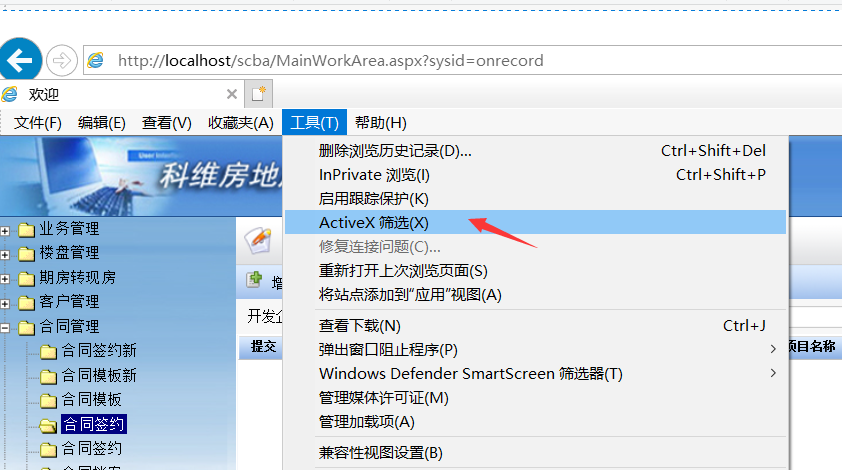 http://localhost/scba/MainWorkArea.aspx?sysid=onrecord
欢迎
文件(F) 编辑(E) 查看(V) 收藏夹(A) 工具(T) 帮助(H)
User Interf
科维房地
删除浏览历史记录(D)... Ctrl+Shift+Del
InPrivate 浏览(I) Ctrl+Shift+P
启用跟踪保护(K)
ActiveX 筛选(X)
修复连接问题(C)...
重新打开上次浏览页面(S)
将站点添加到“应用”视图(A)
查看下载(N) Ctrl+J
弹出窗口阻止程序(P)
Windows Defender SmartScreen 筛选器(T)
管理媒体许可证(M)
管理加载项(A)
兼容性视图设置(B)
业务管理
楼盘管理
期房转现房
客户管理
合同管理
合同签约新
合同模板新
合同模板
合同签约
合同签约
增
开发企
提交
项目名称